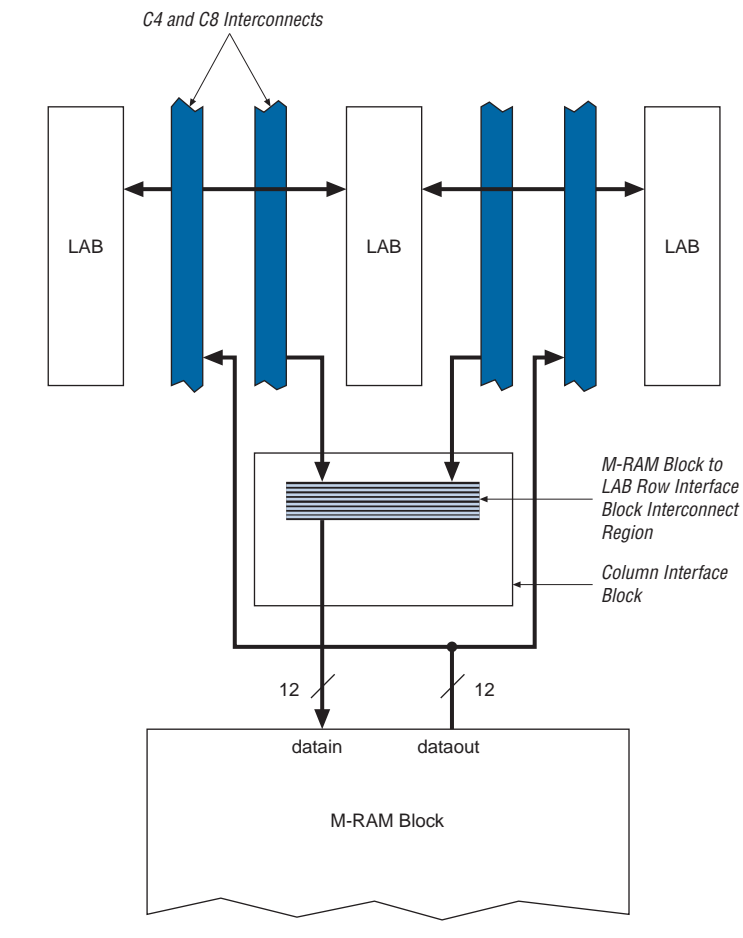 C4 and C8 Interconnects
LAB
LAB
LAB
M-RAM Block to
LAB Row Interface
Block Interconnect
Region
Column Interface
Block
12
12
datain
dataout
M-RAM Block